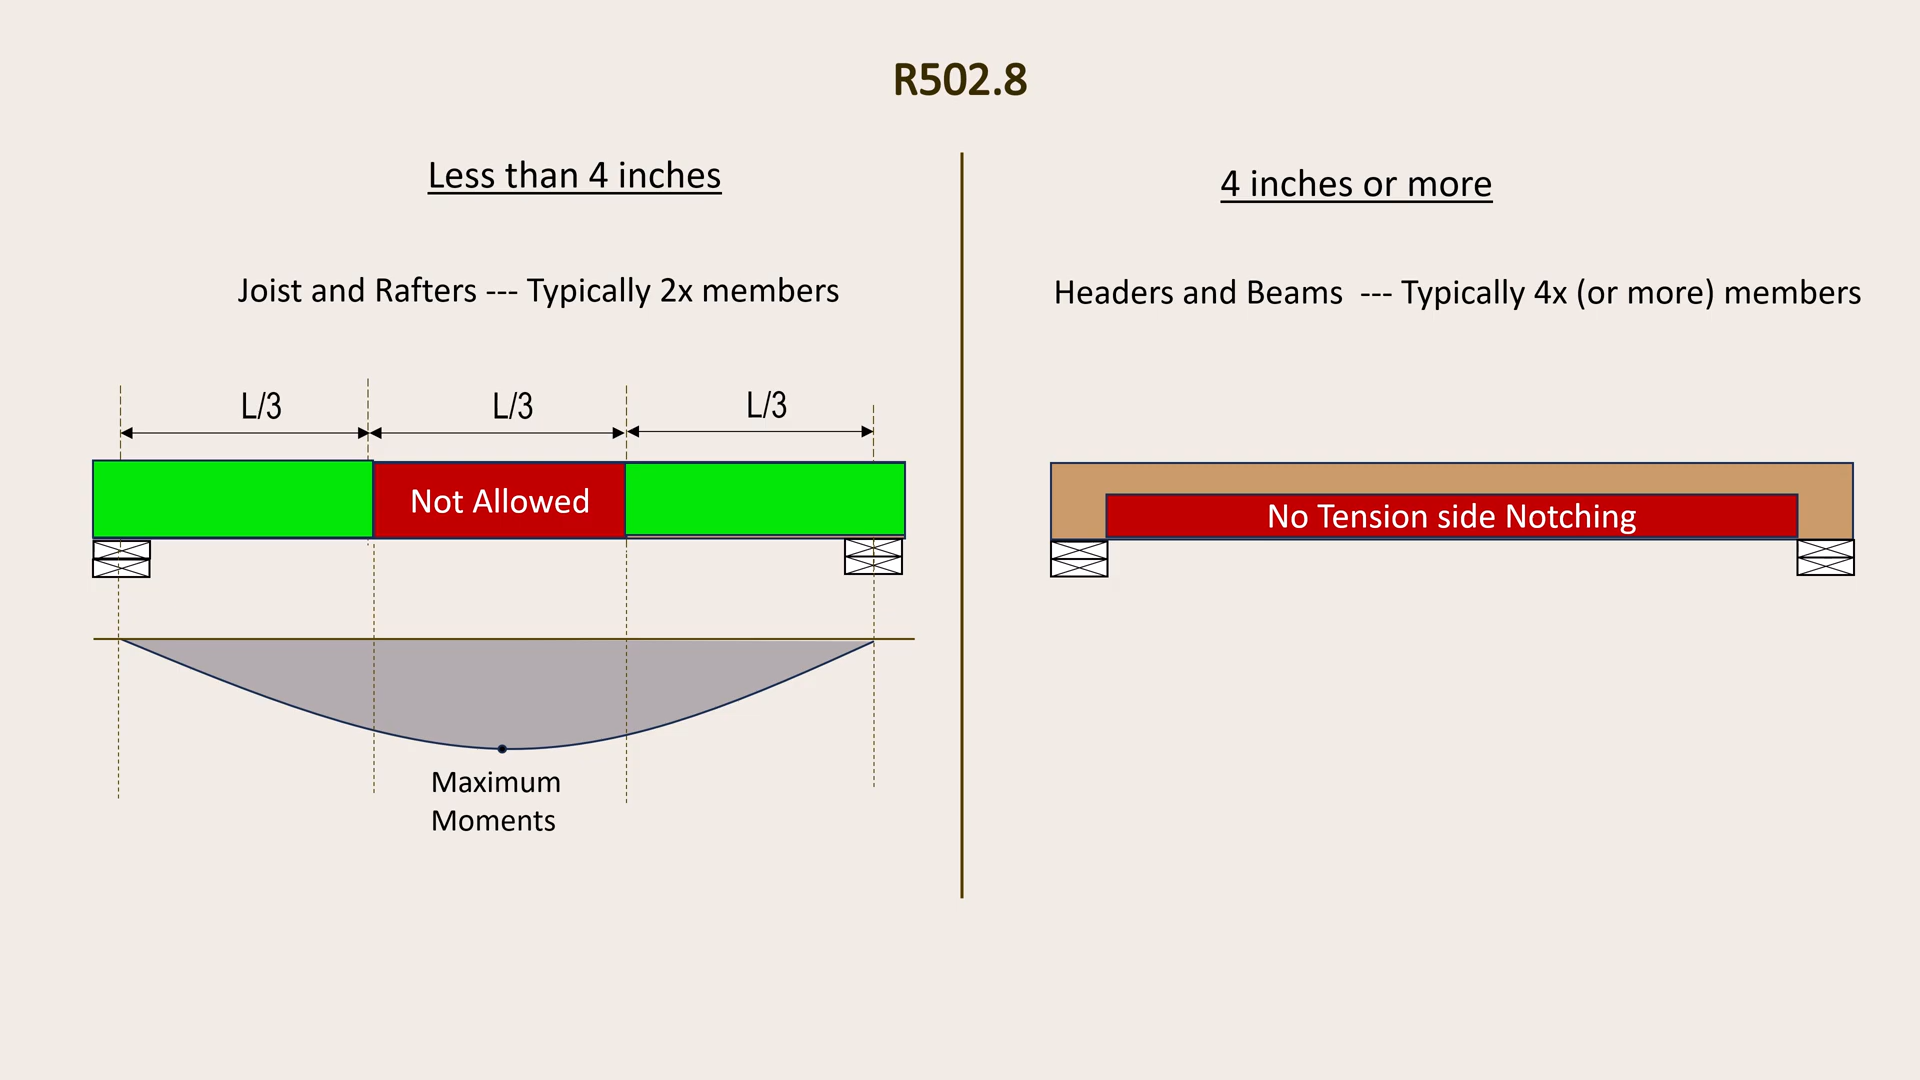 R502.8
Less than 4 inches
Joist and Rafters --- Typically 2x members
L/3
L/3
L/3
Not Allowed
Maximum
Moments
4 inches or more
Headers and Beams  --- Typically 4x (or more) members
No Tension side Notching